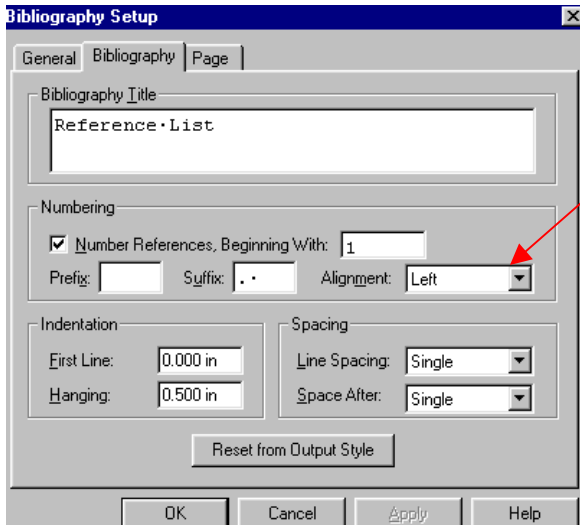 Bibliography Setup
General Bibliography Page
Bibliography Title
Reference·List
Numbering
Number References, Beginning With: 1
Prefix: Suffix: .· Alignment: Left
Indentation Spacing
First Line: 0.000 in Line Spacing: Single
Hanging: 0.500 in Space After: Single
Reset from Output Style
OK Cancel Apply Help